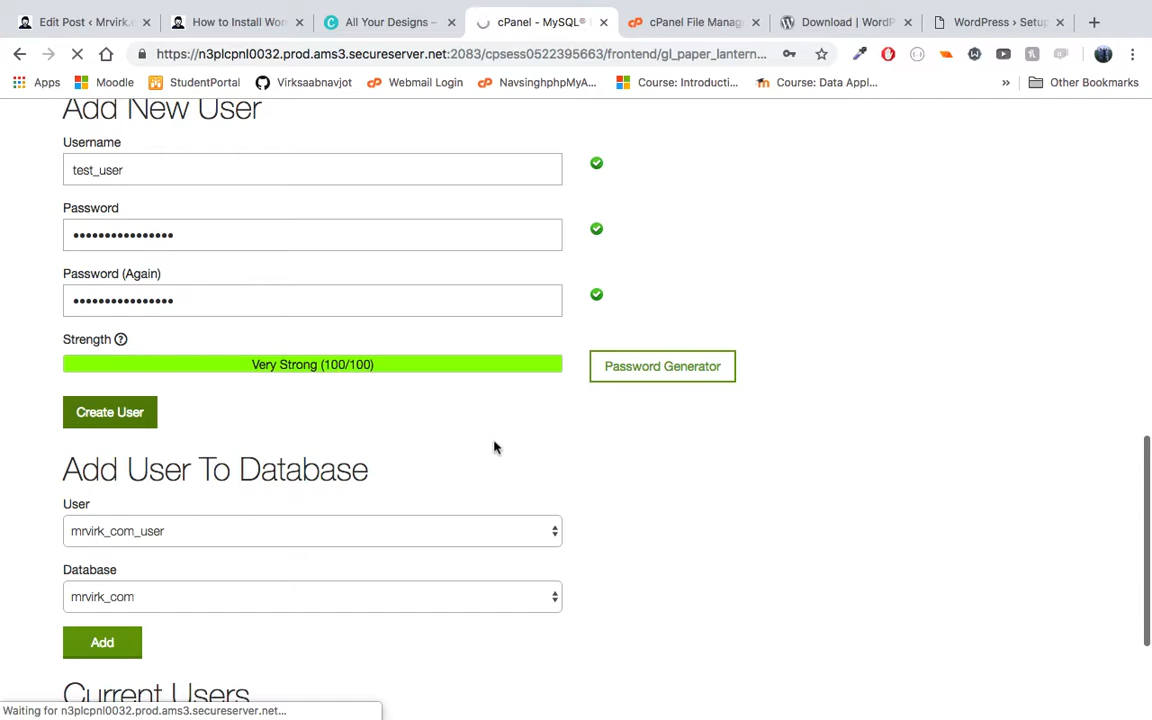 Edit Post ‹ Mrvirk.c
How to Install Wor
All Your Designs –
cPanel - MySQL®
cPanel File Manag
Download | WordP
WordPress › Setup
https://n3plcpnl0032.prod.ams3.secureserver.net:2083/cpsess0522395663/frontend/gl_paper_lantern...
Apps
Moodle
StudentPortal
Virksaabnavjot
Webmail Login
NavsinghphpMyA...
Course: Introducti...
Course: Data Appl...
»
Other Bookmarks
Add New User
Username
test_user
Password
••••••••••••••••
Password (Again)
••••••••••••••••
Strength
Very Strong (100/100)
Password Generator
Create User
Add User To Database
User
mrvirk_com_user
Database
mrvirk_com
Add
Current Users
Waiting for n3plcpnl0032.prod.ams3.secureserver.net...